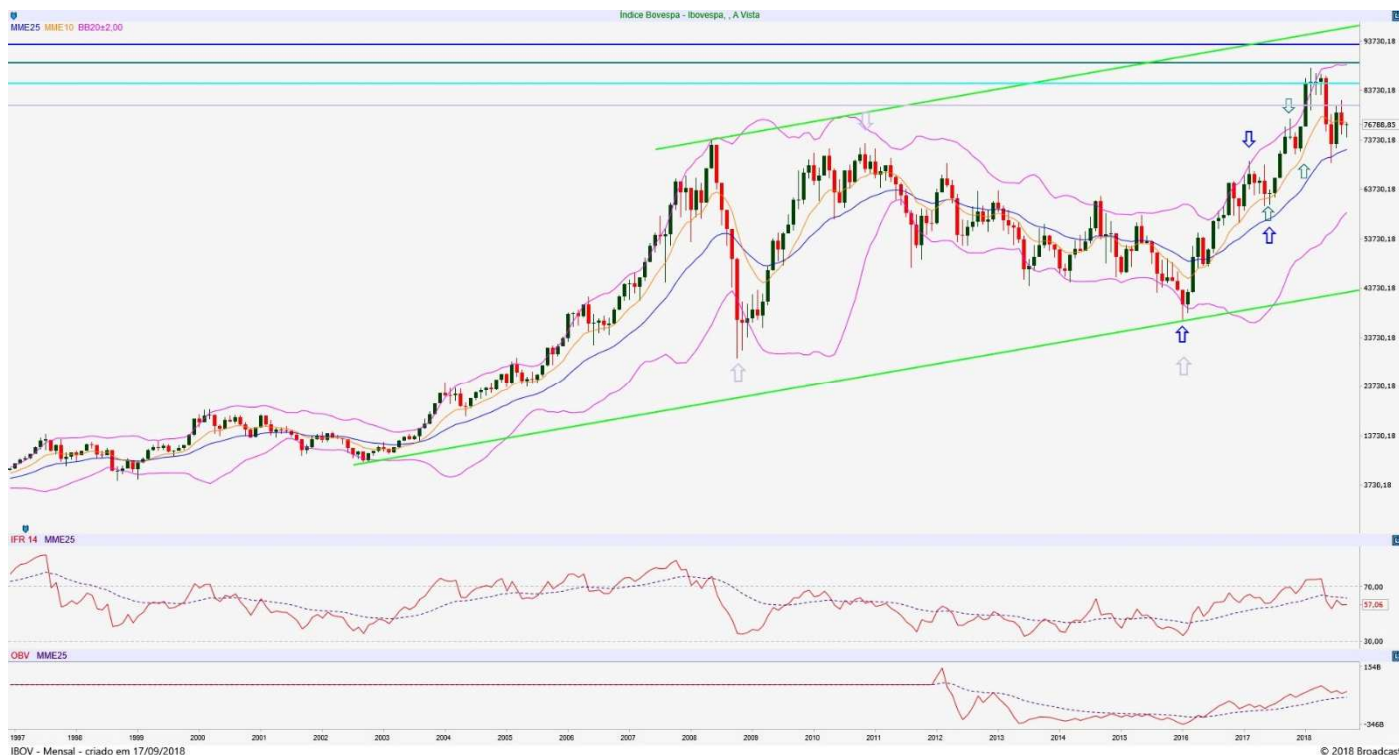 Índice Bovespa - Ibovespa, , A Vista
MME25 MME10 BB20±2,00
93730,18
83730,18
76788,85
73730,18
63730,18
53730,18
43730,18
33730,18
23730,18
13730,18
3730,18
IFR 14 MME25
70,00
57,06
30,00
OBV MME25
154B
-346B
1997 1998 1999 2000 2001 2002 2003 2004 2005 2006 2007 2008 2009 2010 2011 2012 2013 2014 2015 2016 2017 2018
IBOV - Mensal - criado em 17/09/2018
© 2018 Broadcast